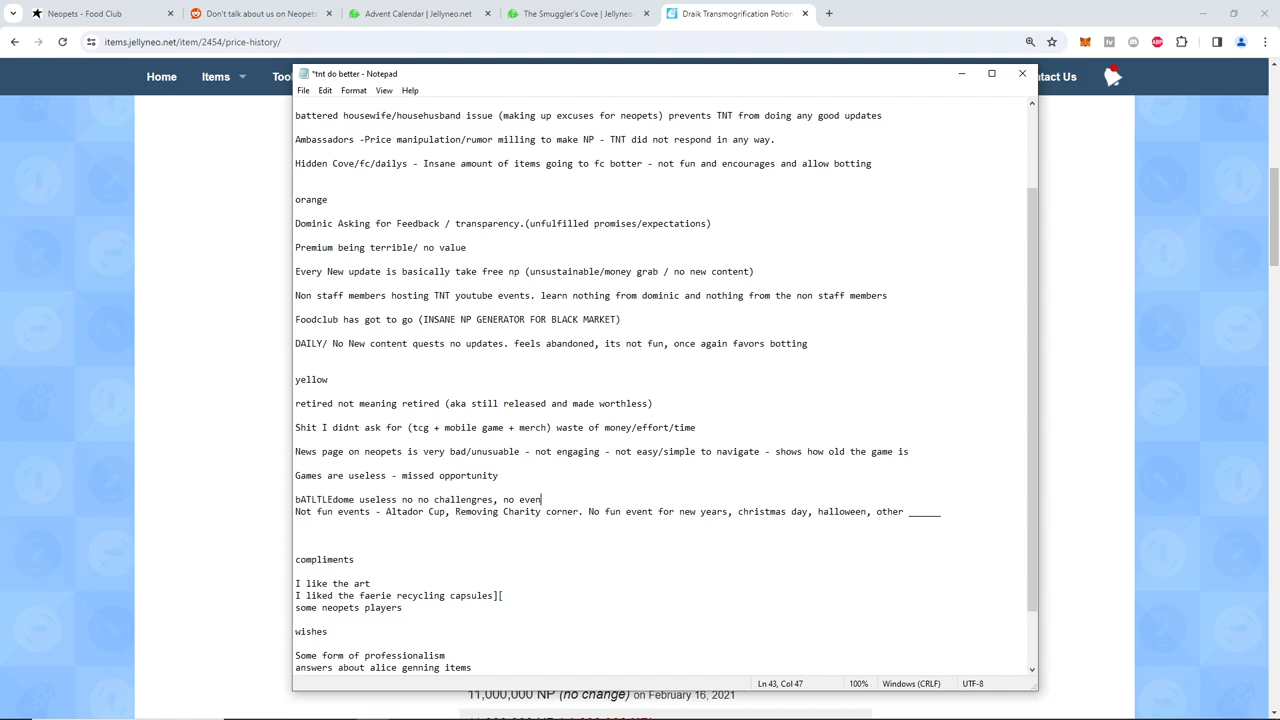 Neopets - Food Club
Don't talk about us on Neopets
Advent Calendar | Jellyneo.net
The Smuggler's Cove | Jellyneo.
Draik Transmogrification Potion
items.jellyneo.net/item/2454/price-history/
Home Items
*tnt do better - Notepad
File Edit Format View Help
battered housewife/househusband issue (making up excuses for neopets) prevents TNT from doing any good updates
Ambassadors -Price manipulation/rumor milling to make NP - TNT did not respond in any way.
Hidden Cove/fc/dailys - Insane amount of items going to fc botter - not fun and encourages and allow botting
orange
Dominic Asking for Feedback / transparency.(unfulfilled promises/expectations)
Premium being terrible/ no value
Every New update is basically take free np (unsustainable/money grab / no new content)
Non staff members hosting TNT youtube events. learn nothing from dominic and nothing from the non staff members
Foodclub has got to go (INSANE NP GENERATOR FOR BLACK MARKET)
DAILY/ No New content quests no updates. feels abandoned, its not fun, once again favors botting
yellow
retired not meaning retired (aka still released and made worthless)
Shit I didnt ask for (tcg + mobile game + merch) waste of money/effort/time
News page on neopets is very bad/unusuable - not engaging - not easy/simple to navigate - shows how old the game is
Games are useless - missed opportunity
bATLTLEdome useless no no challengres, no even
Not fun events - Altador Cup, Removing Charity corner. No fun event for new years, christmas day, halloween, other ______
compliments
I like the art
I liked the faerie recycling capsules][
some neopets players
wishes
Some form of professionalism
answers about alice genning items
Ln 43, Col 47 100% Windows (CRLF) UTF-8
11,000,000 NP (no change) on February 16, 2021